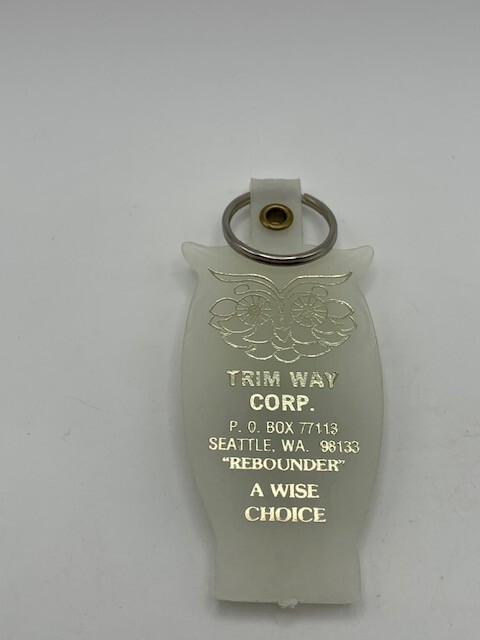 TRIM WAY
CORP.
P. O. BOX 77113
SEATTLE, WA. 98133
"REBOUNDER"
A WISE
CHOICE